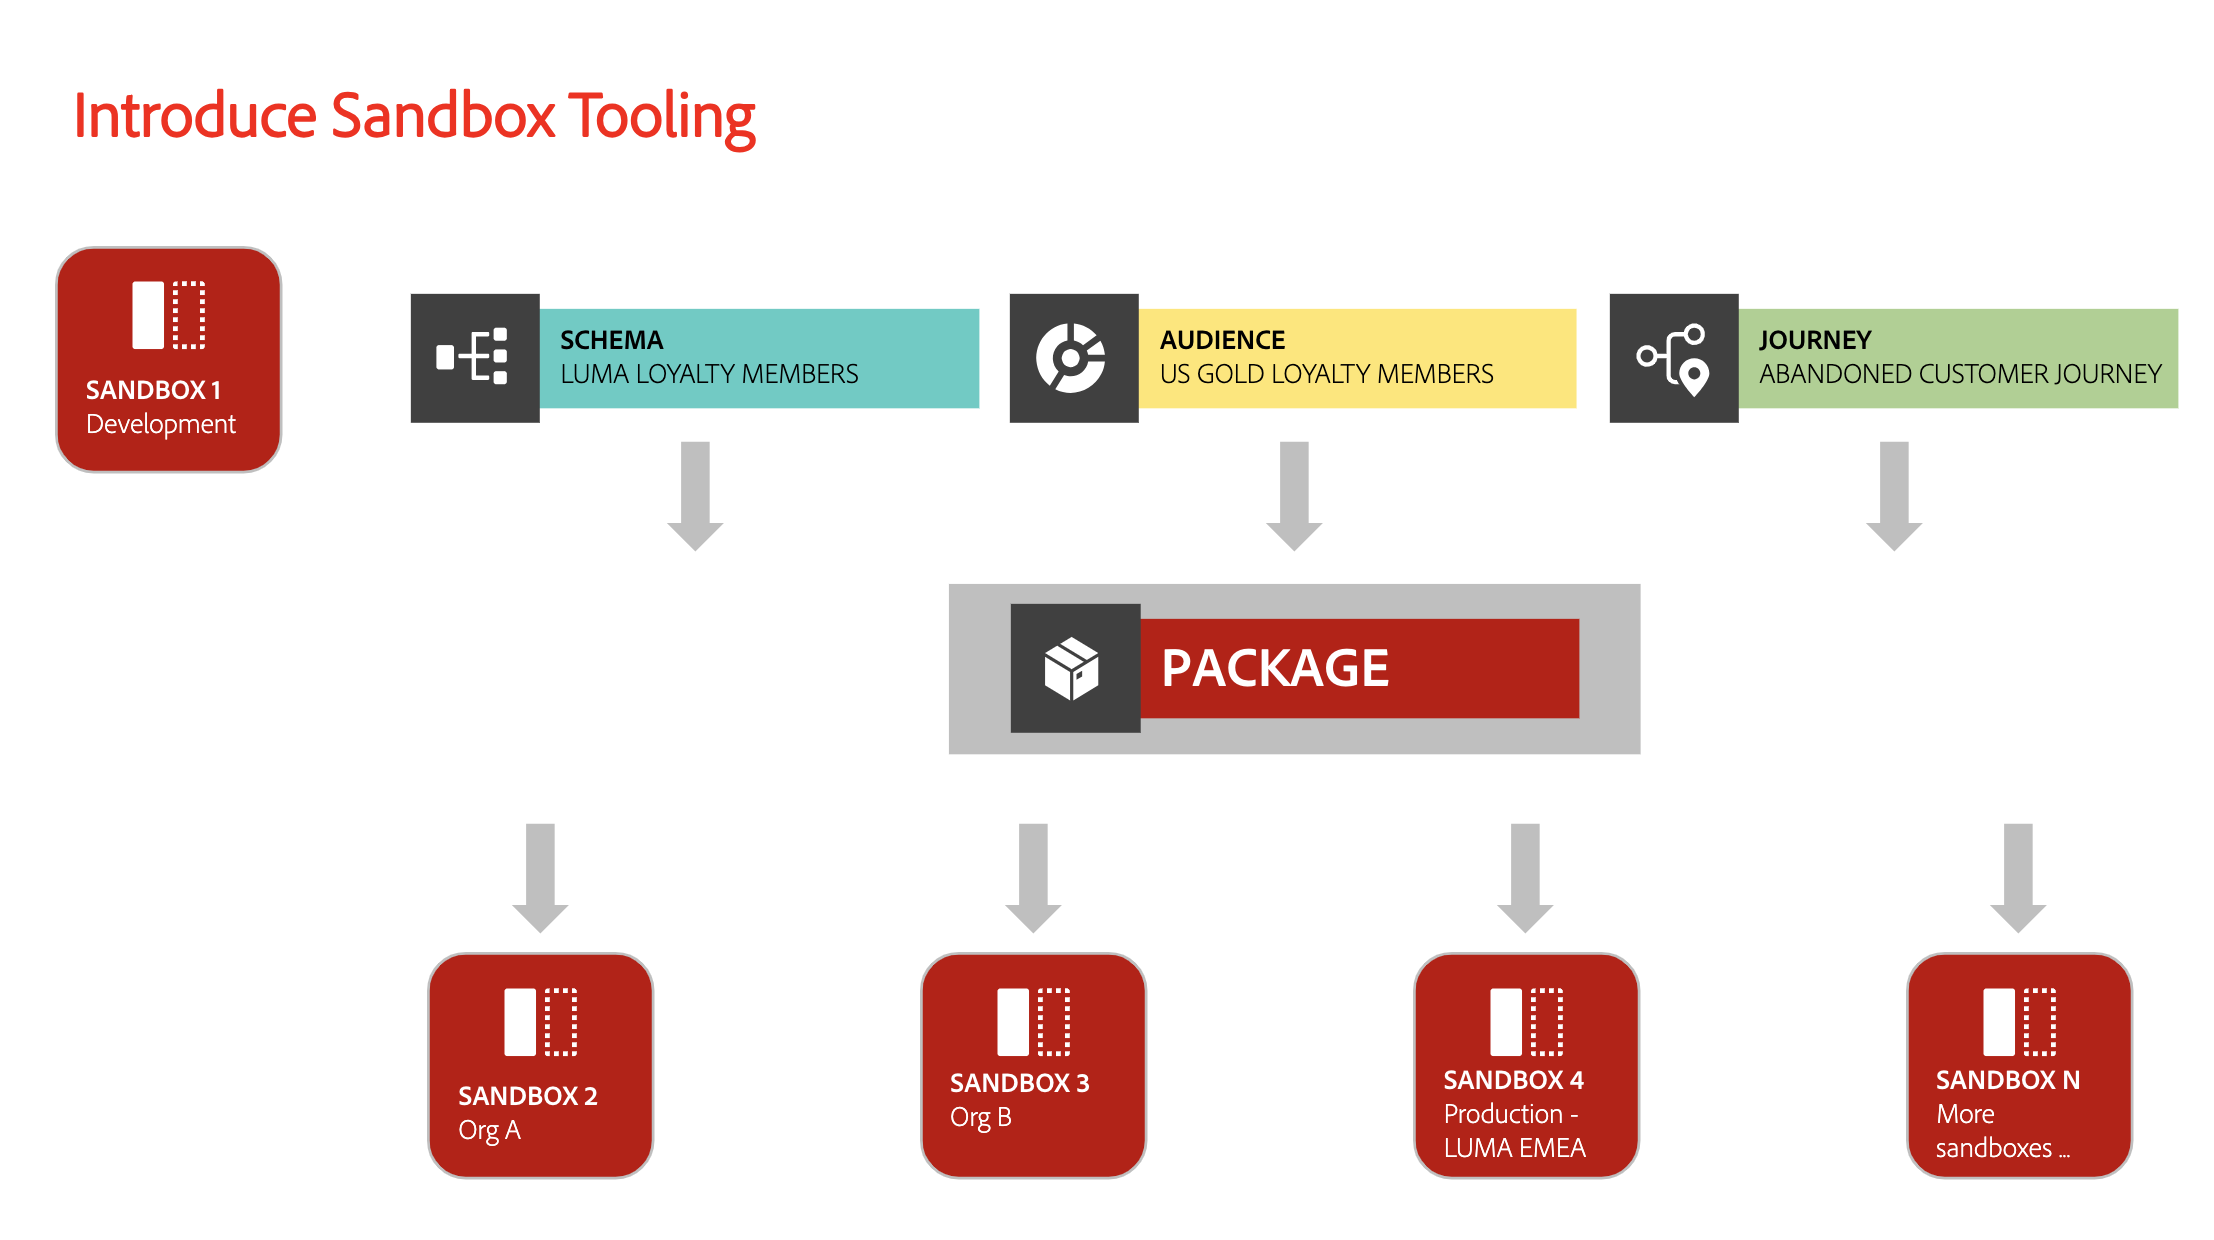 Introduce Sandbox Tooling
SANDBOX 1
Development
SCHEMA
LUMA LOYALTY MEMBERS
AUDIENCE
US GOLD LOYALTY MEMBERS
JOURNEY
ABANDONED CUSTOMER JOURNEY
PACKAGE
SANDBOX 2
Org A
SANDBOX 3
Org B
SANDBOX 4
Production -
LUMA EMEA
SANDBOX N
More
sandboxes ...